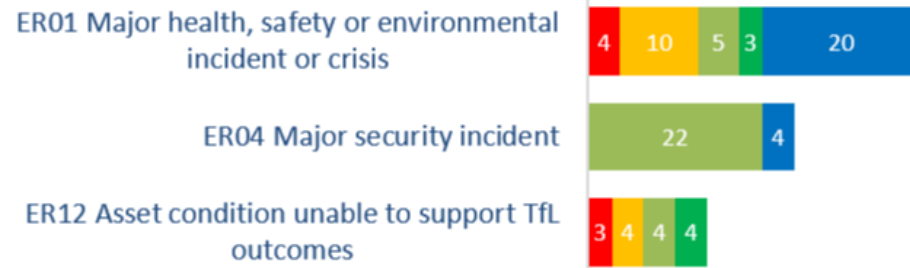 ER01 Major health, safety or environmental
incident or crisis
4 10 5 3 20
ER04 Major security incident
22 4
ER12 Asset condition unable to support TfL
outcomes
3 4 4 4